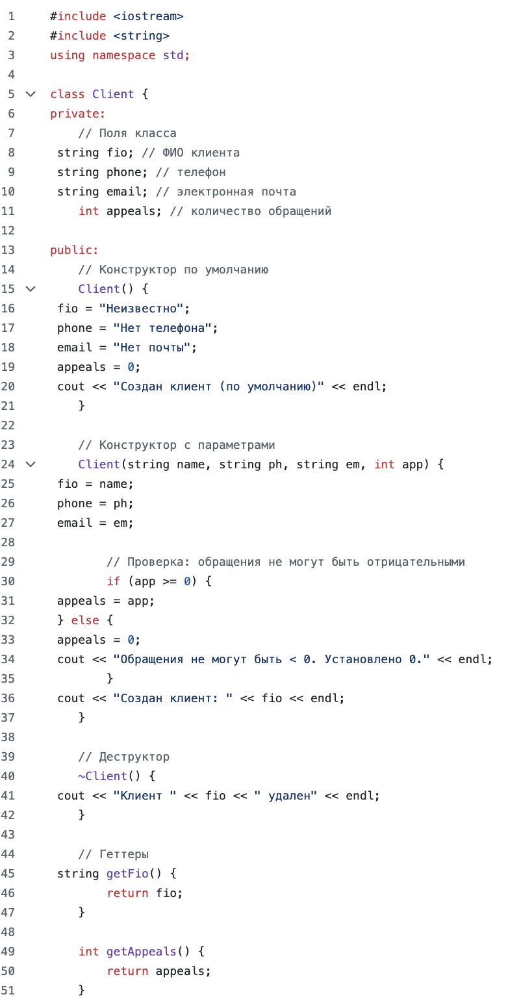 1 #include <iostream>
2 #include <string>
3 using namespace std;
4
5 class Client {
6 private:
7     // Поля класса
8  string fio; // ФИО клиента
9  string phone; // телефон
10  string email; // электронная почта
11     int appeals; // количество обращений
12
13 public:
14     // Конструктор по умолчанию
15     Client() {
16  fio = "Неизвестно";
17  phone = "Нет телефона";
18  email = "Нет почты";
19  appeals = 0;
20  cout << "Создан клиент (по умолчанию)" << endl;
21     }
22
23     // Конструктор с параметрами
24     Client(string name, string ph, string em, int app) {
25  fio = name;
26  phone = ph;
27  email = em;
28
29         // Проверка: обращения не могут быть отрицательными
30         if (app >= 0) {
31  appeals = app;
32  } else {
33  appeals = 0;
34  cout << "Обращения не могут быть < 0. Установлено 0." << endl;
35         }
36  cout << "Создан клиент: " << fio << endl;
37     }
38
39     // Деструктор
40     ~Client() {
41  cout << "Клиент " << fio << " удален" << endl;
42     }
43
44     // Геттеры
45  string getFio() {
46         return fio;
47     }
48
49     int getAppeals() {
50         return appeals;
51     }